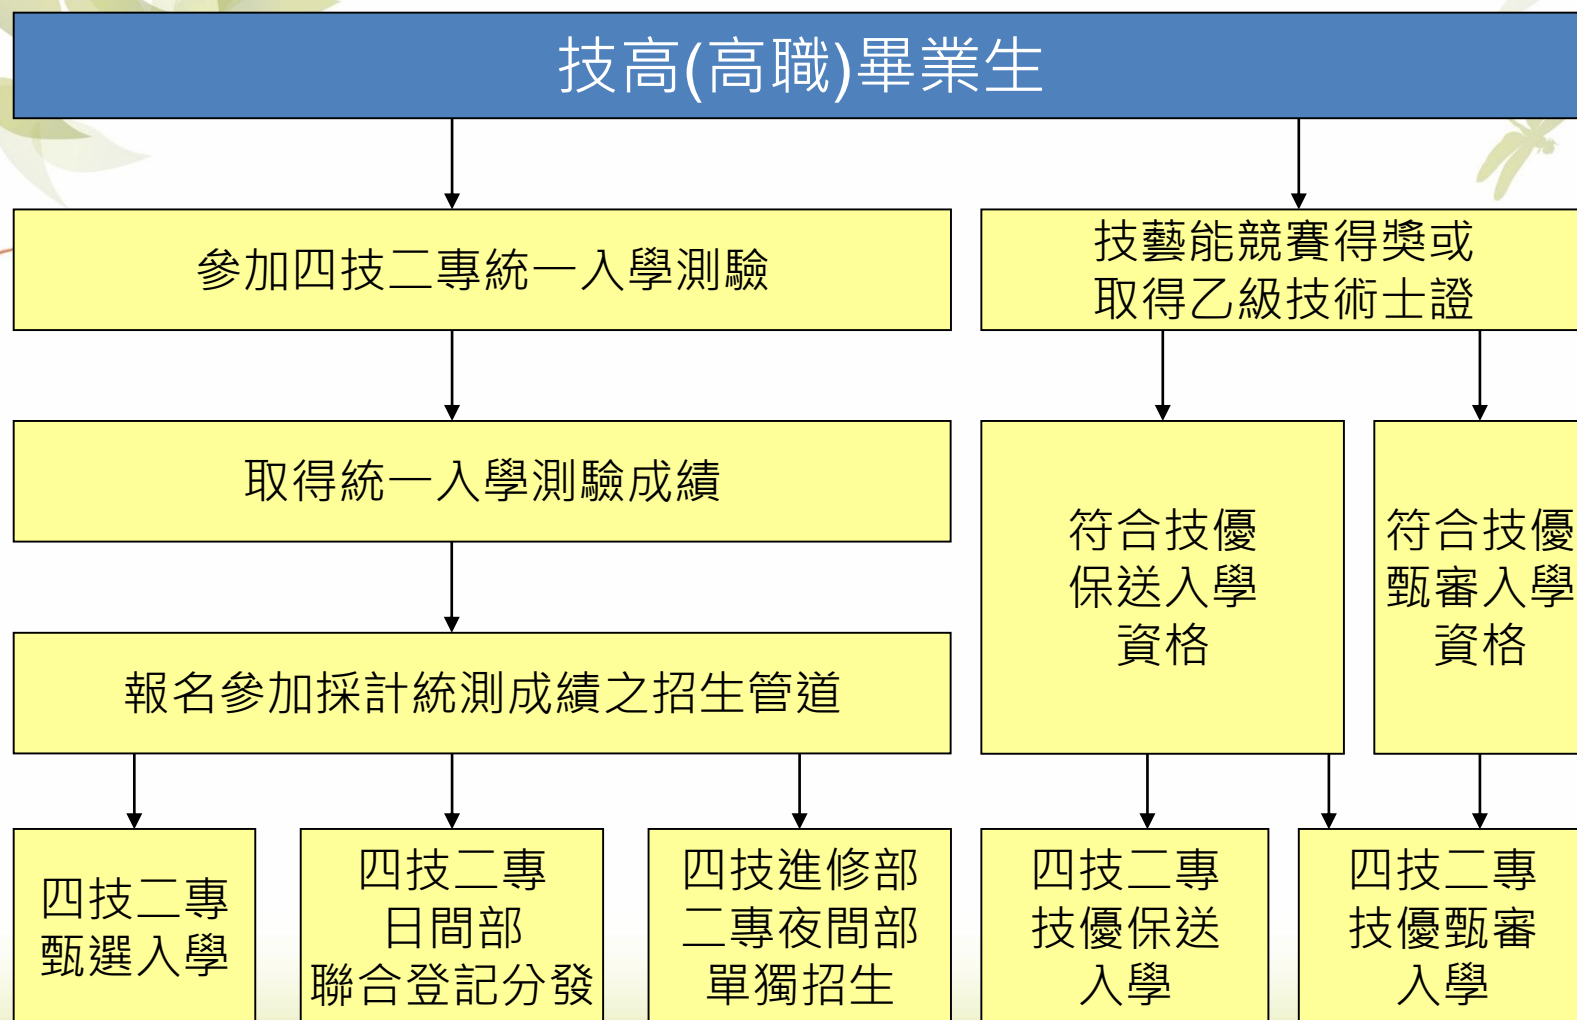 技高(高職)畢業生
參加四技二專統一入學測驗
技藝能競賽得獎或
取得乙級技術士證
取得統一入學測驗成績
符合技優
保送入學
資格
符合技優
甄審入學
資格
報名參加採計統測成績之招生管道
四技二專
甄選入學
四技二專
日間部
聯合登記分發
四技進修部
二專夜間部
單獨招生
四技二專
技優保送
入學
四技二專
技優甄審
入學